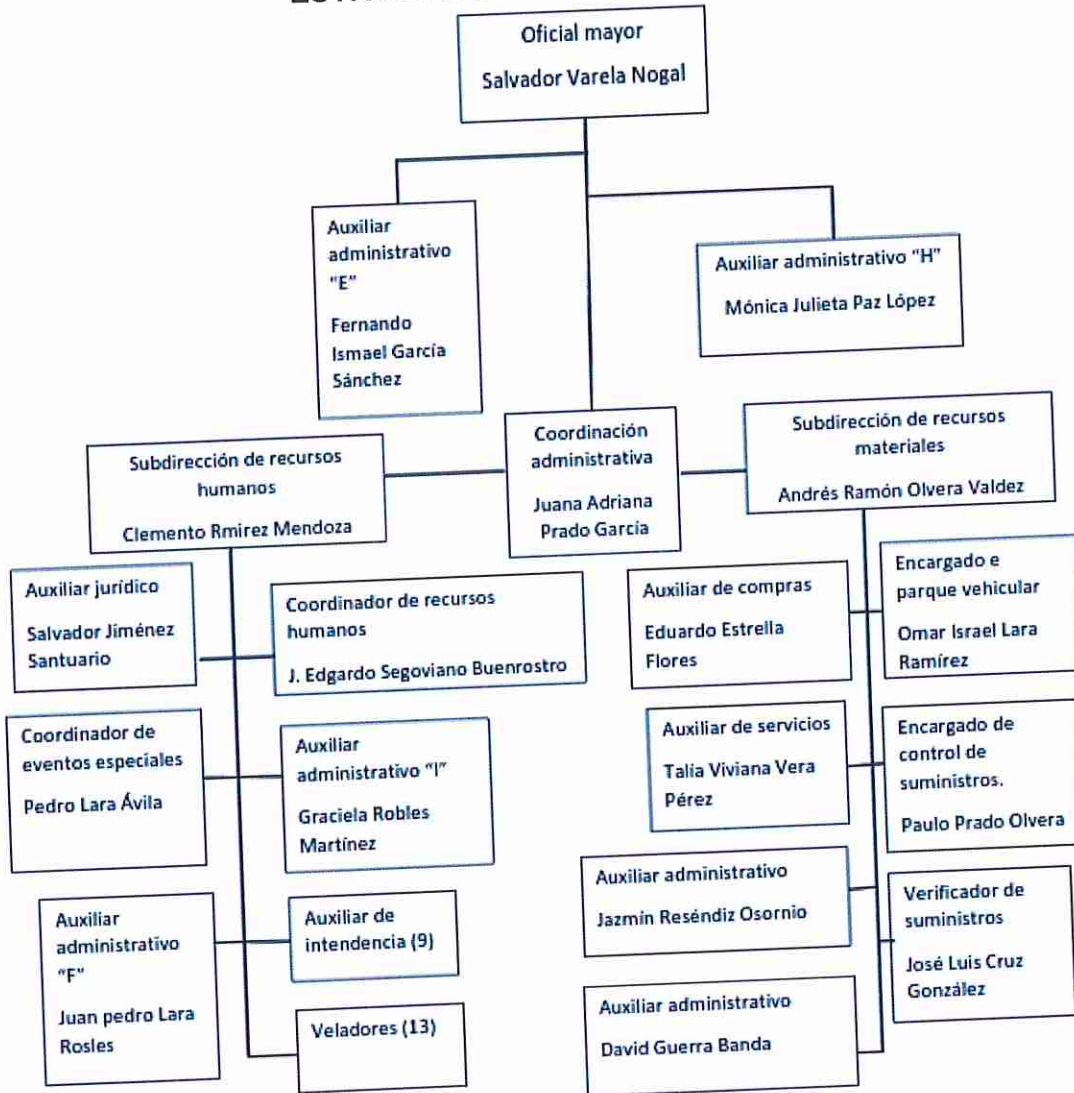 Oficial mayor
Salvador Varela Nogal
Auxiliar
administrativo
"E"
Fernando
Ismael García
Sánchez
Auxiliar administrativo "H"
Mónica Julieta Paz López
Subdirección de recursos
humanos
Clemento Rmirez Mendoza
Coordinación
administrativa
Juana Adriana
Prado García
Subdirección de recursos
materiales
Andrés Ramón Olvera Valdez
Auxiliar jurídico
Salvador Jiménez
Santuario
Coordinador de recursos
humanos
J. Edgardo Segoviano Buenrostro
Coordinador de
eventos especiales
Pedro Lara Ávila
Auxiliar
administrativo "I"
Graciela Robles
Martínez
Auxiliar
administrativo
"F"
Juan pedro Lara
Rosles
Auxiliar de
intendencia (9)
Veladores (13)
Auxiliar de compras
Eduardo Estrella
Flores
Encargado e
parque vehicular
Omar Israel Lara
Ramírez
Auxiliar de servicios
Talía Viviana Vera
Pérez
Encargado de
control de
suministros.
Paulo Prado Olvera
Auxiliar administrativo
Jazmín Reséndiz Osornio
Verificador de
suministros
José Luis Cruz
González
Auxiliar administrativo
David Guerra Banda